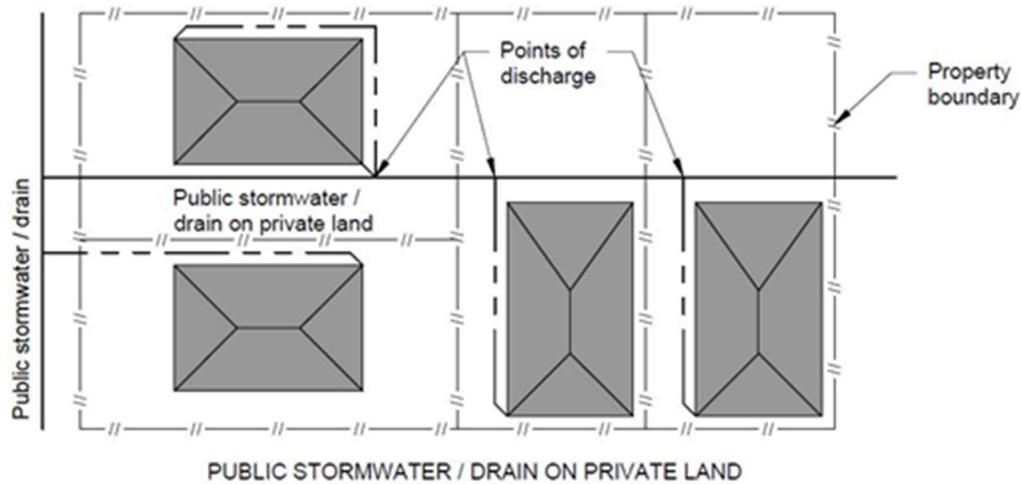 Points of
discharge
Property
boundary
Public stormwater /
drain on private land
Public stormwater / drain
PUBLIC STORMWATER / DRAIN ON PRIVATE LAND